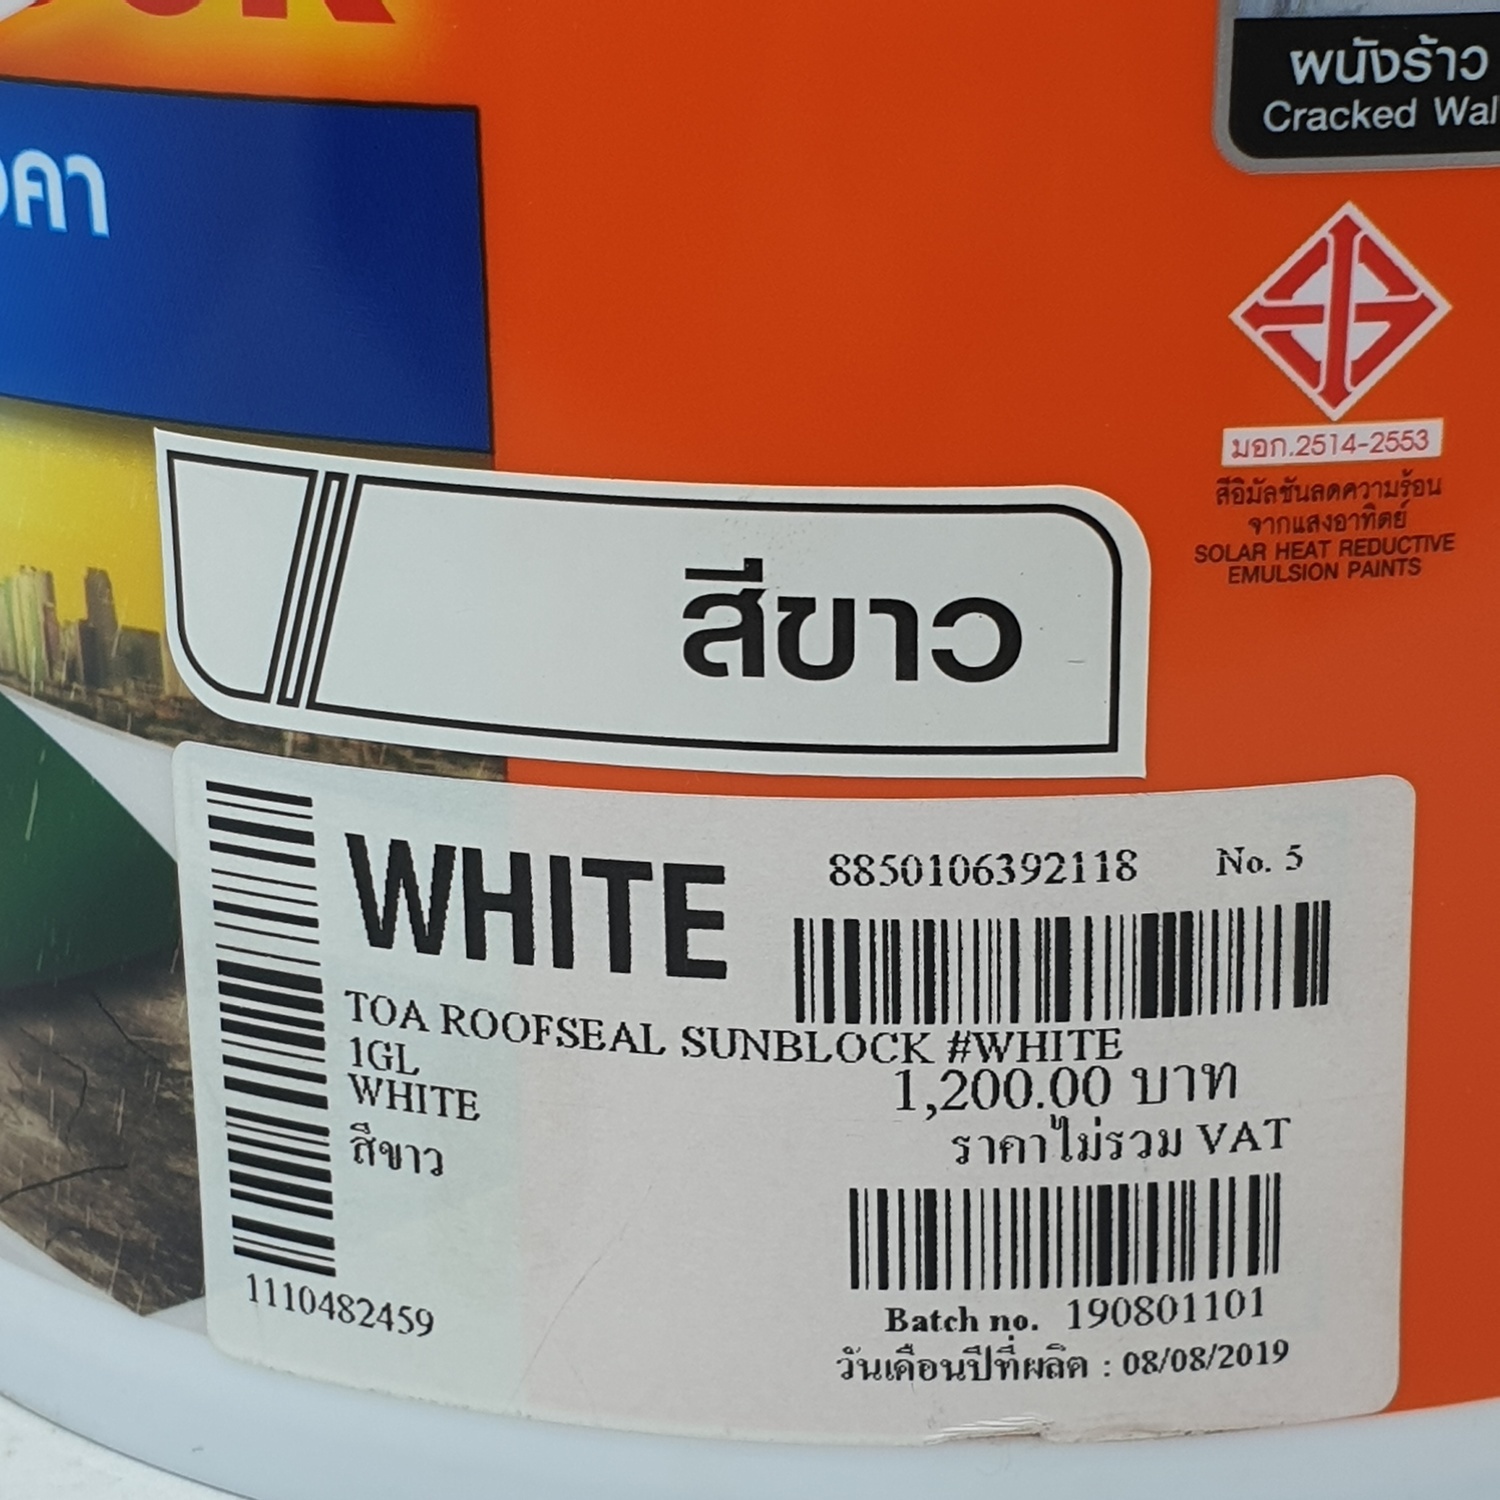 ผนังร้าว
Cracked Wal
มอก.2514-2553
สีอิมัลชันลดความร้อน
จากแสงอาทิตย์
SOLAR HEAT REDUCTIVE
EMULSION PAINTS
สีขาว
WHITE
8850106392118 No. 5
TOA ROOFSEAL SUNBLOCK #WHITE
1GL
1,200.00 บาท
WHITE
ราคาไม่รวม VAT
สีขาว
1110482459
Batch no. 190801101
วันเดือนปีที่ผลิต : 08/08/2019